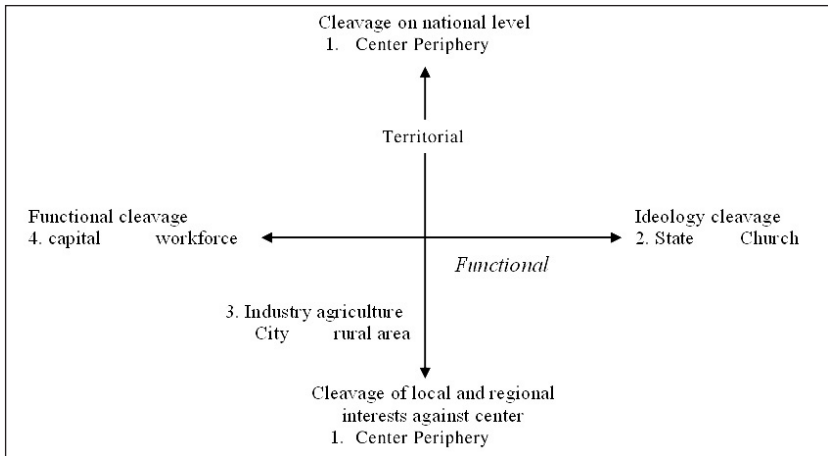 Cleavage on national level
1. Center Periphery
Territorial
Functional cleavage
4. capital workforce
Ideology cleavage
2. State Church
Functional
3. Industry agriculture
City rural area
Cleavage of local and regional
interests against center
1. Center Periphery